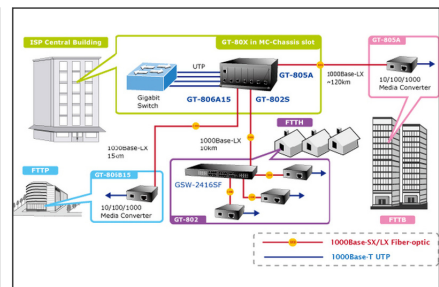 ISP Central Building
GT-80X in MC-Chassis slot
GT-805A
UTP
GT-805A
1000Base-LX
~120km
10/100/1000
Media Converter
Gigabit
Switch
GT-806A15
GT-802S
1000Base-LX
15km
1000Base-LX
10km
FTTH
FTTP
GT-806B15
GSW-2416SF
10/100/1000
Media Converter
GT-802
FTTB
1000Base-SX/LX Fiber-optic
1000Base-T UTP